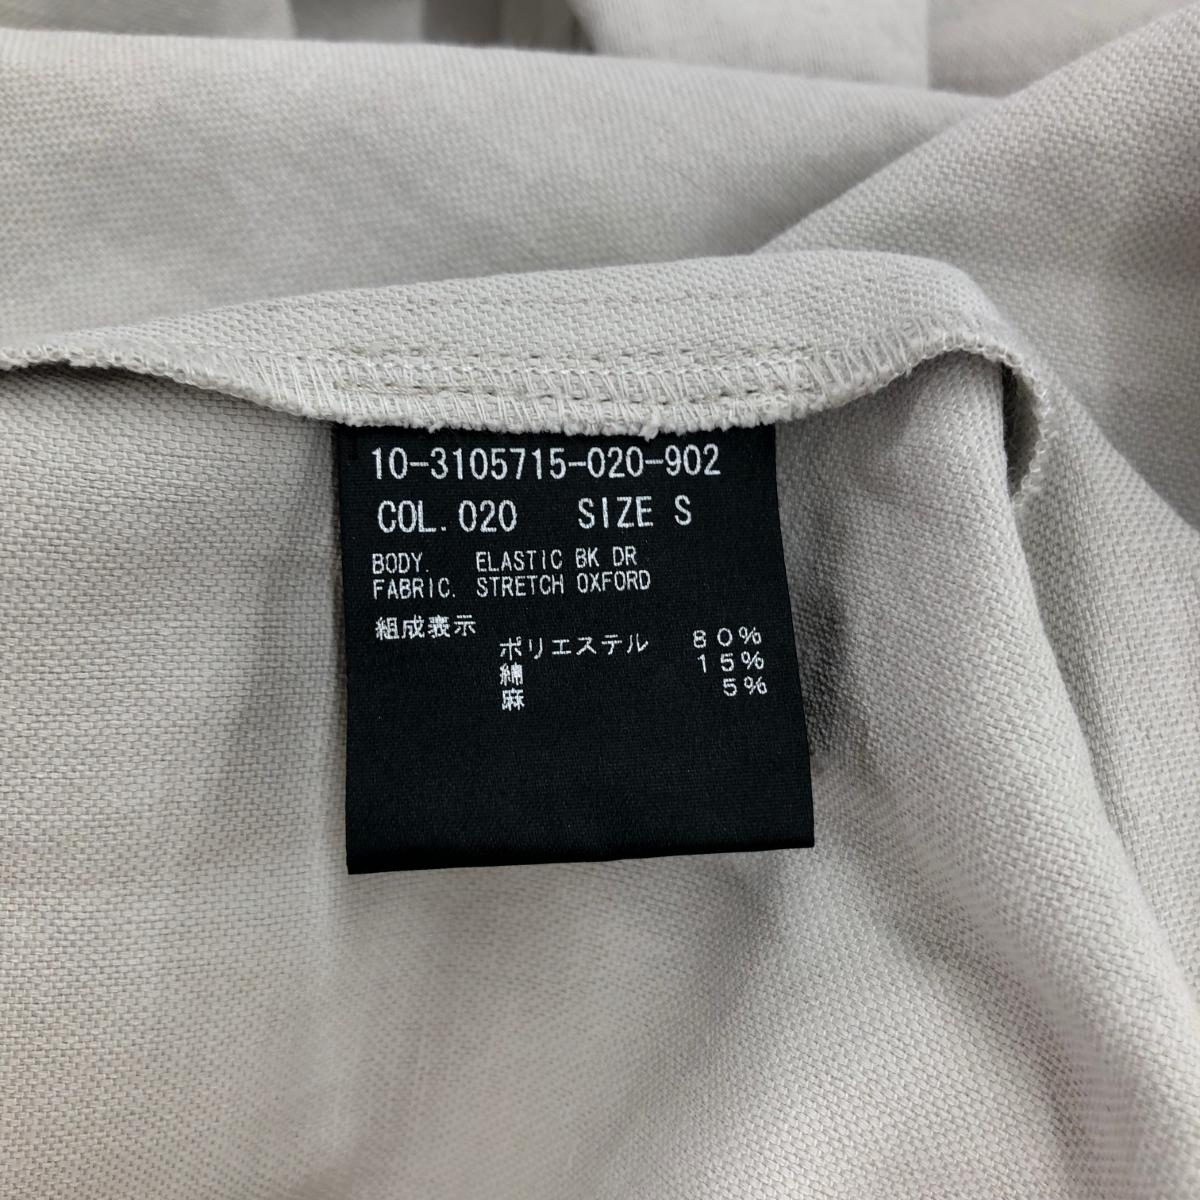 10-3105715-020-902
COL.020 SIZE S
BODY. ELASTIC BK DR
FABRIC. STRETCH OXFORD
組成表示
ポリエステル 80%
綿 15%
麻 5%